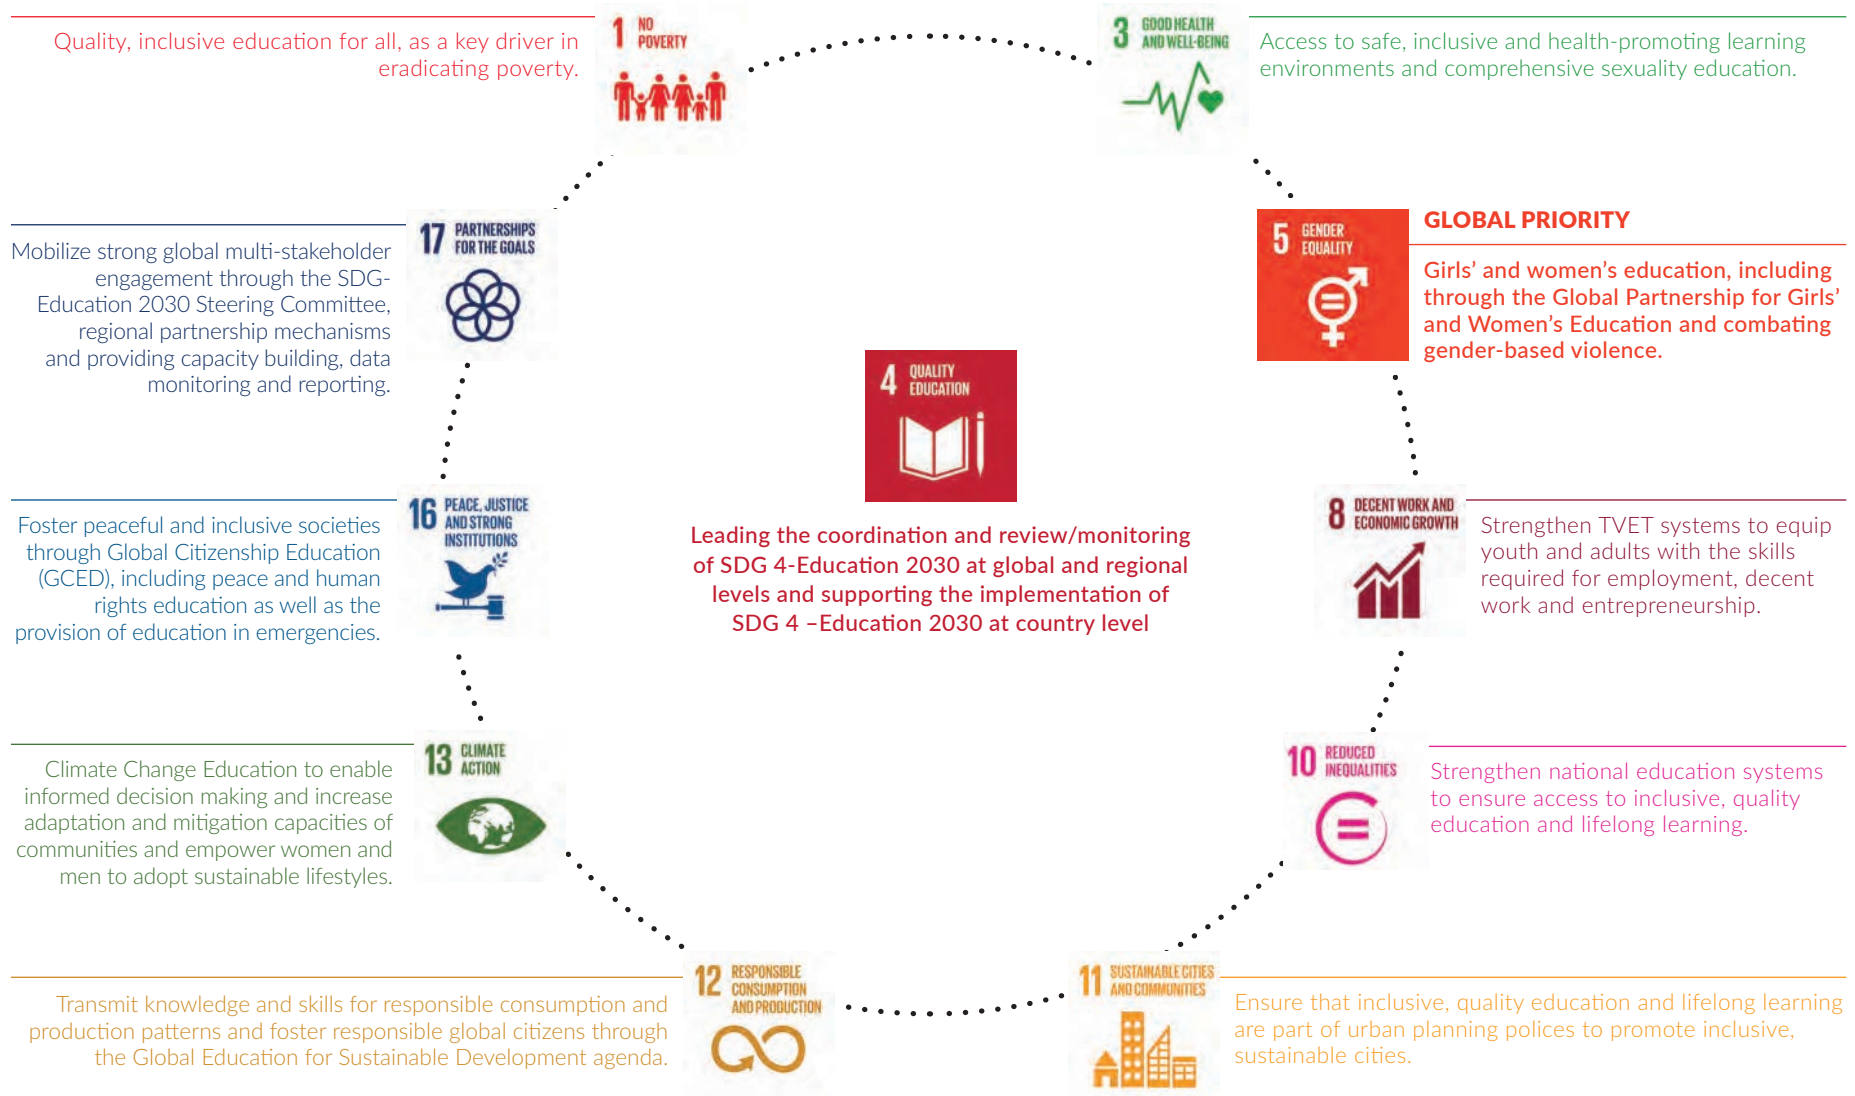 1 NO
POVERTY
Quality, inclusive education for all, as a key driver in
eradicating poverty.
3 GOOD HEALTH
AND WELL-BEING
Access to safe, inclusive and health-promoting learning
environments and comprehensive sexuality education.
17 PARTNERSHIPS
FOR THE GOALS
Mobilize strong global multi-stakeholder
engagement through the SDG-
Education 2030 Steering Committee,
regional partnership mechanisms
and providing capacity building, data
monitoring and reporting.
5 GENDER
EQUALITY
GLOBAL PRIORITY
Girls’ and women’s education, including
through the Global Partnership for Girls’
and Women’s Education and combating
gender-based violence.
4 QUALITY
EDUCATION
Leading the coordination and review/monitoring
of SDG 4-Education 2030 at global and regional
levels and supporting the implementation of
SDG 4 –Education 2030 at country level
16 PEACE, JUSTICE
AND STRONG
INSTITUTIONS
Foster peaceful and inclusive societies
through Global Citizenship Education
(GCED), including peace and human
rights education as well as the
provision of education in emergencies.
8 DECENT WORK AND
ECONOMIC GROWTH
Strengthen TVET systems to equip
youth and adults with the skills
required for employment, decent
work and entrepreneurship.
13 CLIMATE
ACTION
Climate Change Education to enable
informed decision making and increase
adaptation and mitigation capacities of
communities and empower women and
men to adopt sustainable lifestyles.
10 REDUCED
INEQUALITIES
Strengthen national education systems
to ensure access to inclusive, quality
education and lifelong learning.
12 RESPONSIBLE
CONSUMPTION
AND PRODUCTION
Transmit knowledge and skills for responsible consumption and
production patterns and foster responsible global citizens through
the Global Education for Sustainable Development agenda.
11 SUSTAINABLE CITIES
AND COMMUNITIES
Ensure that inclusive, quality education and lifelong learning
are part of urban planning polices to promote inclusive,
sustainable cities.